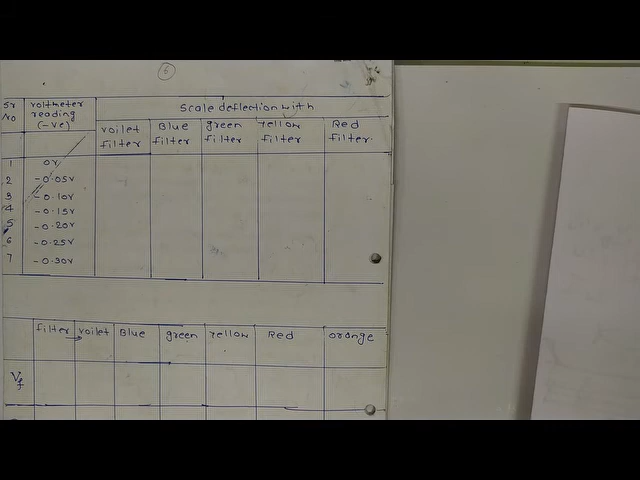 3
Sr No voltmeter reading (-ve) Scale deflection with
voilet filter Blue filter green filter Yellow filter Red filter.
1 0v
2 -0.05v
3 -0.10v
4 -0.15v
5 -0.20v
6 -0.25v
7 -0.30v
filter → voilet Blue green Yellow Red orange
Vf